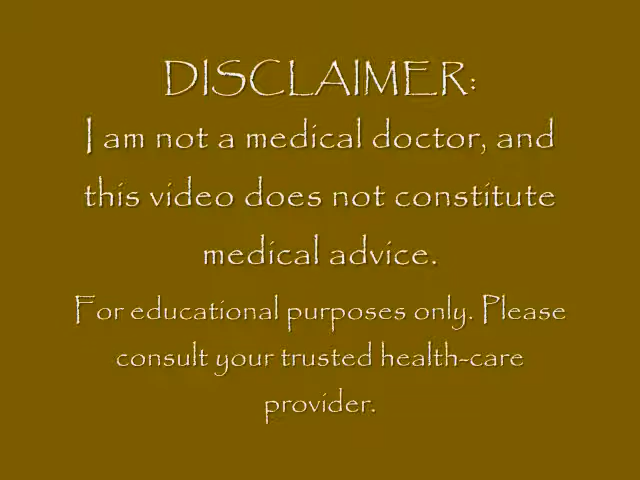 DISCLAIMER:
I am not a medical doctor, and
this video does not constitute
medical advice.
For educational purposes only. Please
consult your trusted health-care
provider.